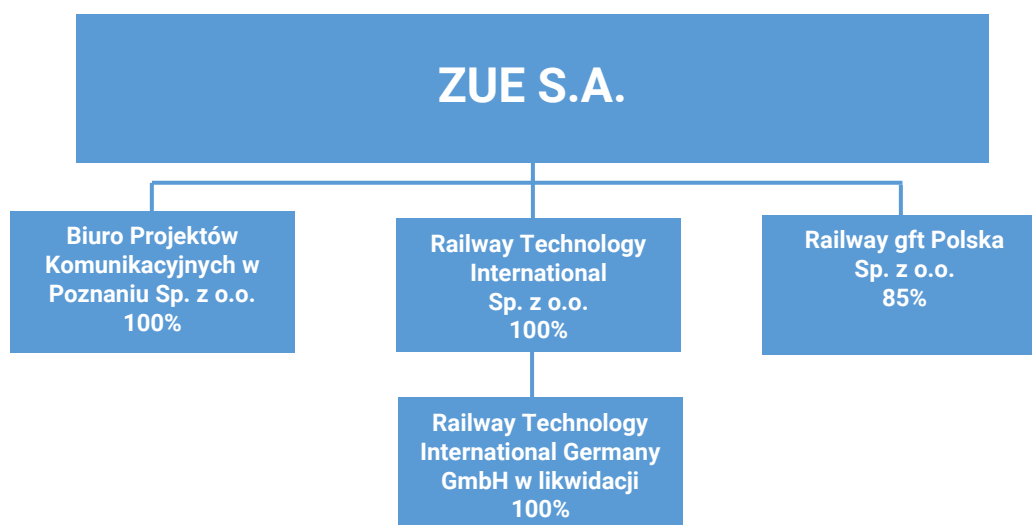 ZUE S.A.
Biuro Projektów
Komunikacyjnych w
Poznaniu Sp. z o.o.
100%
Railway Technology
International
Sp. z o.o.
100%
Railway gft Polska
Sp. z o.o.
85%
Railway Technology
International Germany
GmbH w likwidacji
100%